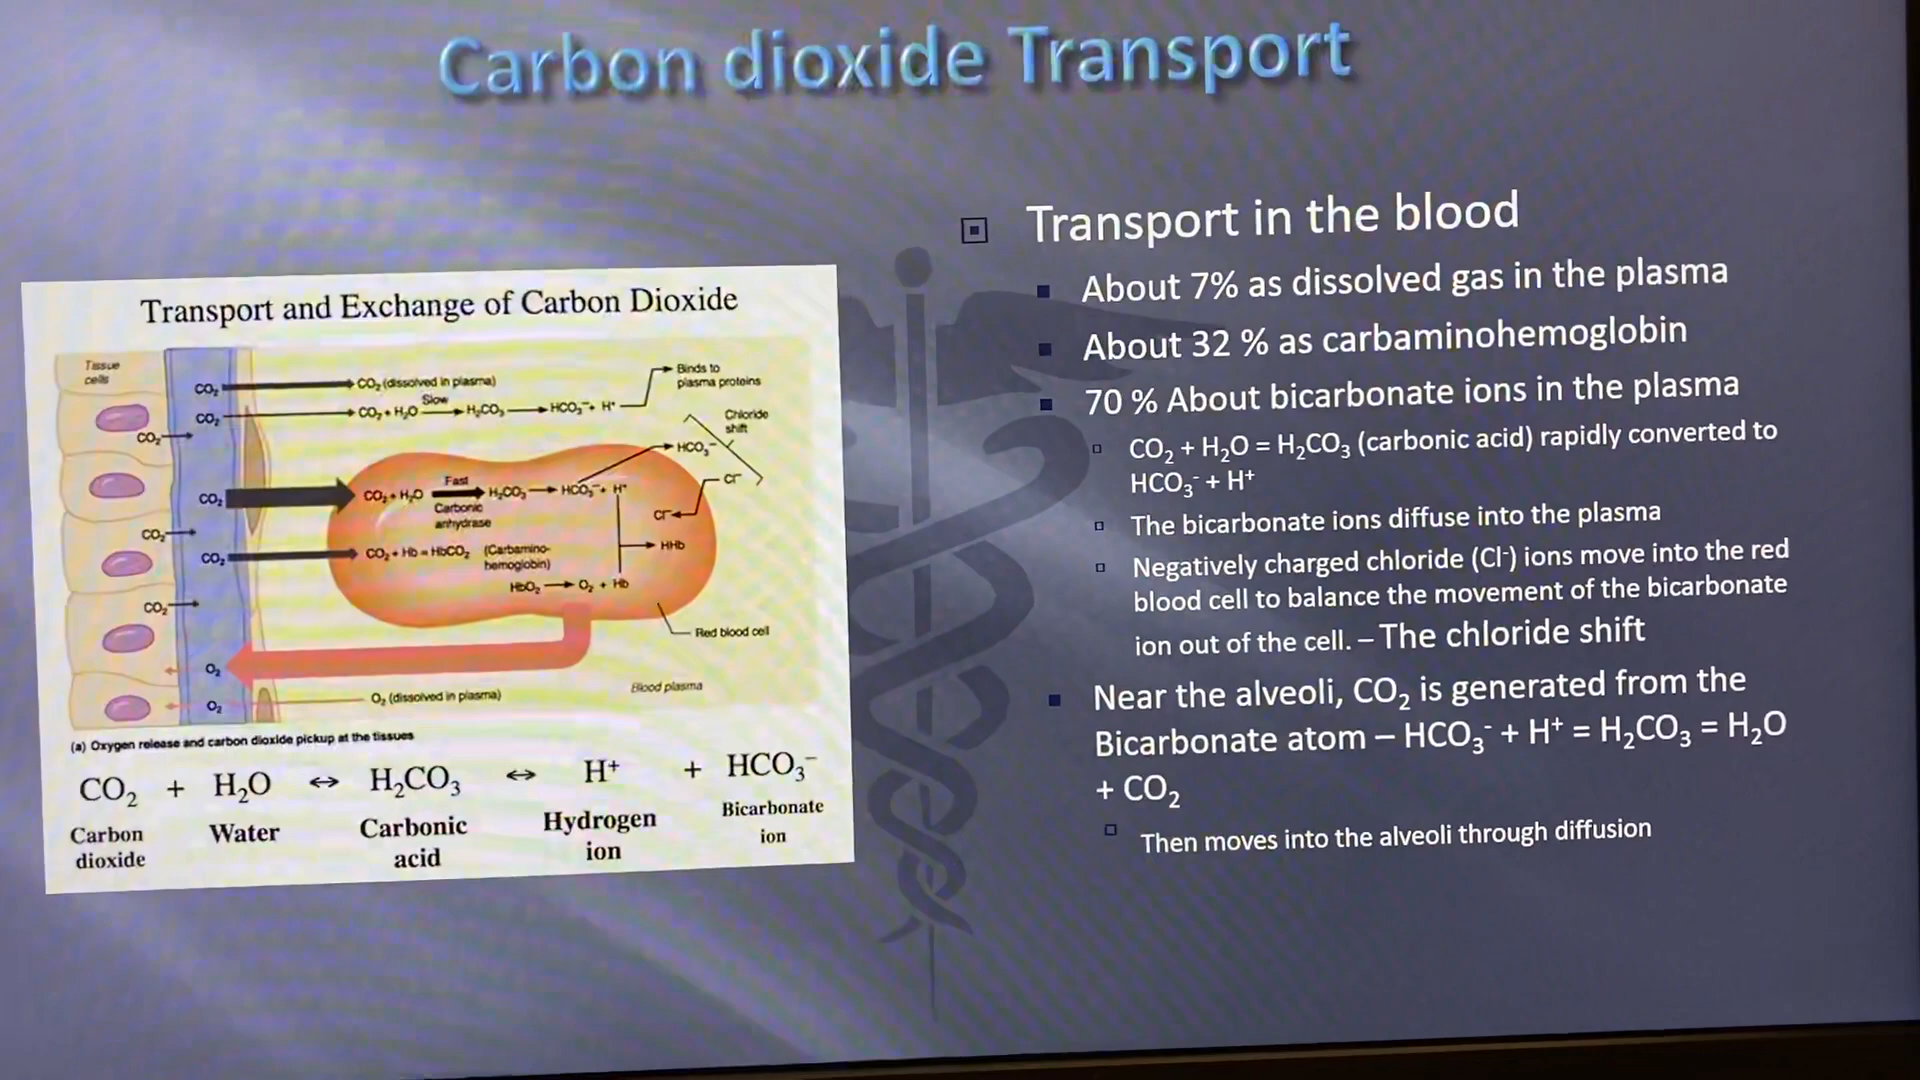 Carbon dioxide Transport
Transport and Exchange of Carbon Dioxide
Tissue
cells
CO₂
CO₂ (dissolved in plasma)
Binds to
plasma proteins
CO₂
CO₂ + H₂O
Slow
H₂CO₃
HCO₃⁻ + H⁺
CO₂
Chloride
shift
HCO₃⁻
Cl⁻
CO₂
CO₂ + H₂O
Fast
Carbonic
anhydrase
H₂CO₃
HCO₃⁻ + H⁺
Cl⁻
CO₂
HHb
CO₂
CO₂ + Hb = HbCO₂
(Carbamino-
hemoglobin)
HbO₂
O₂ + Hb
CO₂
Red blood cell
O₂
O₂
O₂ (dissolved in plasma)
Blood plasma
(a) Oxygen release and carbon dioxide pickup at the tissues
CO₂ + H₂O ↔ H₂CO₃ ↔ H⁺ + HCO₃⁻
Carbon
dioxide
Water
Carbonic
acid
Hydrogen
ion
Bicarbonate
ion
Transport in the blood
About 7% as dissolved gas in the plasma
About 32 % as carbaminohemoglobin
70 % About bicarbonate ions in the plasma
CO₂ + H₂O = H₂CO₃ (carbonic acid) rapidly converted to
HCO₃⁻ + H⁺
The bicarbonate ions diffuse into the plasma
Negatively charged chloride (Cl⁻) ions move into the red
blood cell to balance the movement of the bicarbonate
ion out of the cell. – The chloride shift
Near the alveoli, CO₂ is generated from the
Bicarbonate atom – HCO₃⁻ + H⁺ = H₂CO₃ = H₂O
+ CO₂
Then moves into the alveoli through diffusion